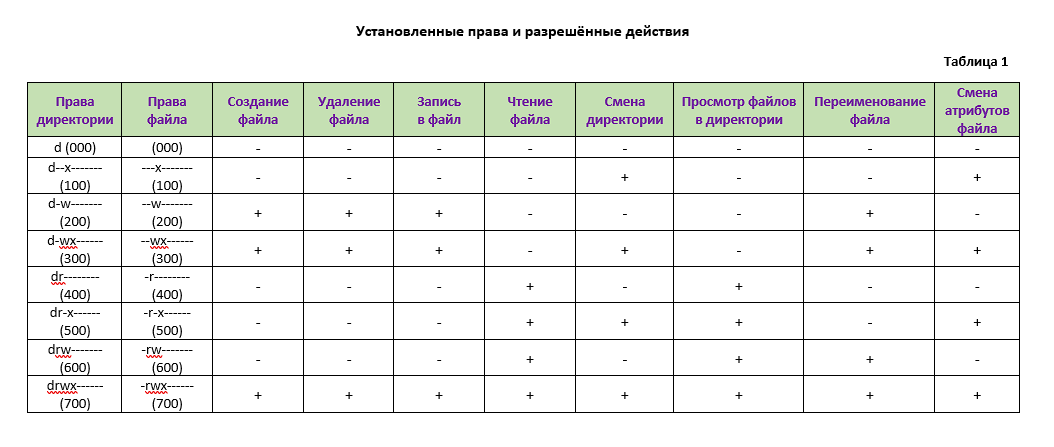 Установленные права и разрешённые действия
Таблица 1
Права директории | Права файла | Создание файла | Удаление файла | Запись в файл | Чтение файла | Смена директории | Просмотр файлов в директории | Переименование файла | Смена атрибутов файла
d (000) | (000) | - | - | - | - | - | - | - | -
d--x------- (100) | ---x------- (100) | - | - | - | - | + | - | - | +
d-w------- (200) | --w------- (200) | + | + | + | - | - | - | + | -
d-wx------ (300) | --wx------ (300) | + | + | + | - | + | - | + | +
dr-------- (400) | -r-------- (400) | - | - | - | + | - | + | - | -
dr-x------ (500) | -r-x------ (500) | - | - | - | + | + | + | - | +
drw------- (600) | -rw------- (600) | - | - | - | + | - | + | + | -
drwx------ (700) | -rwx------ (700) | + | + | + | + | + | + | + | +